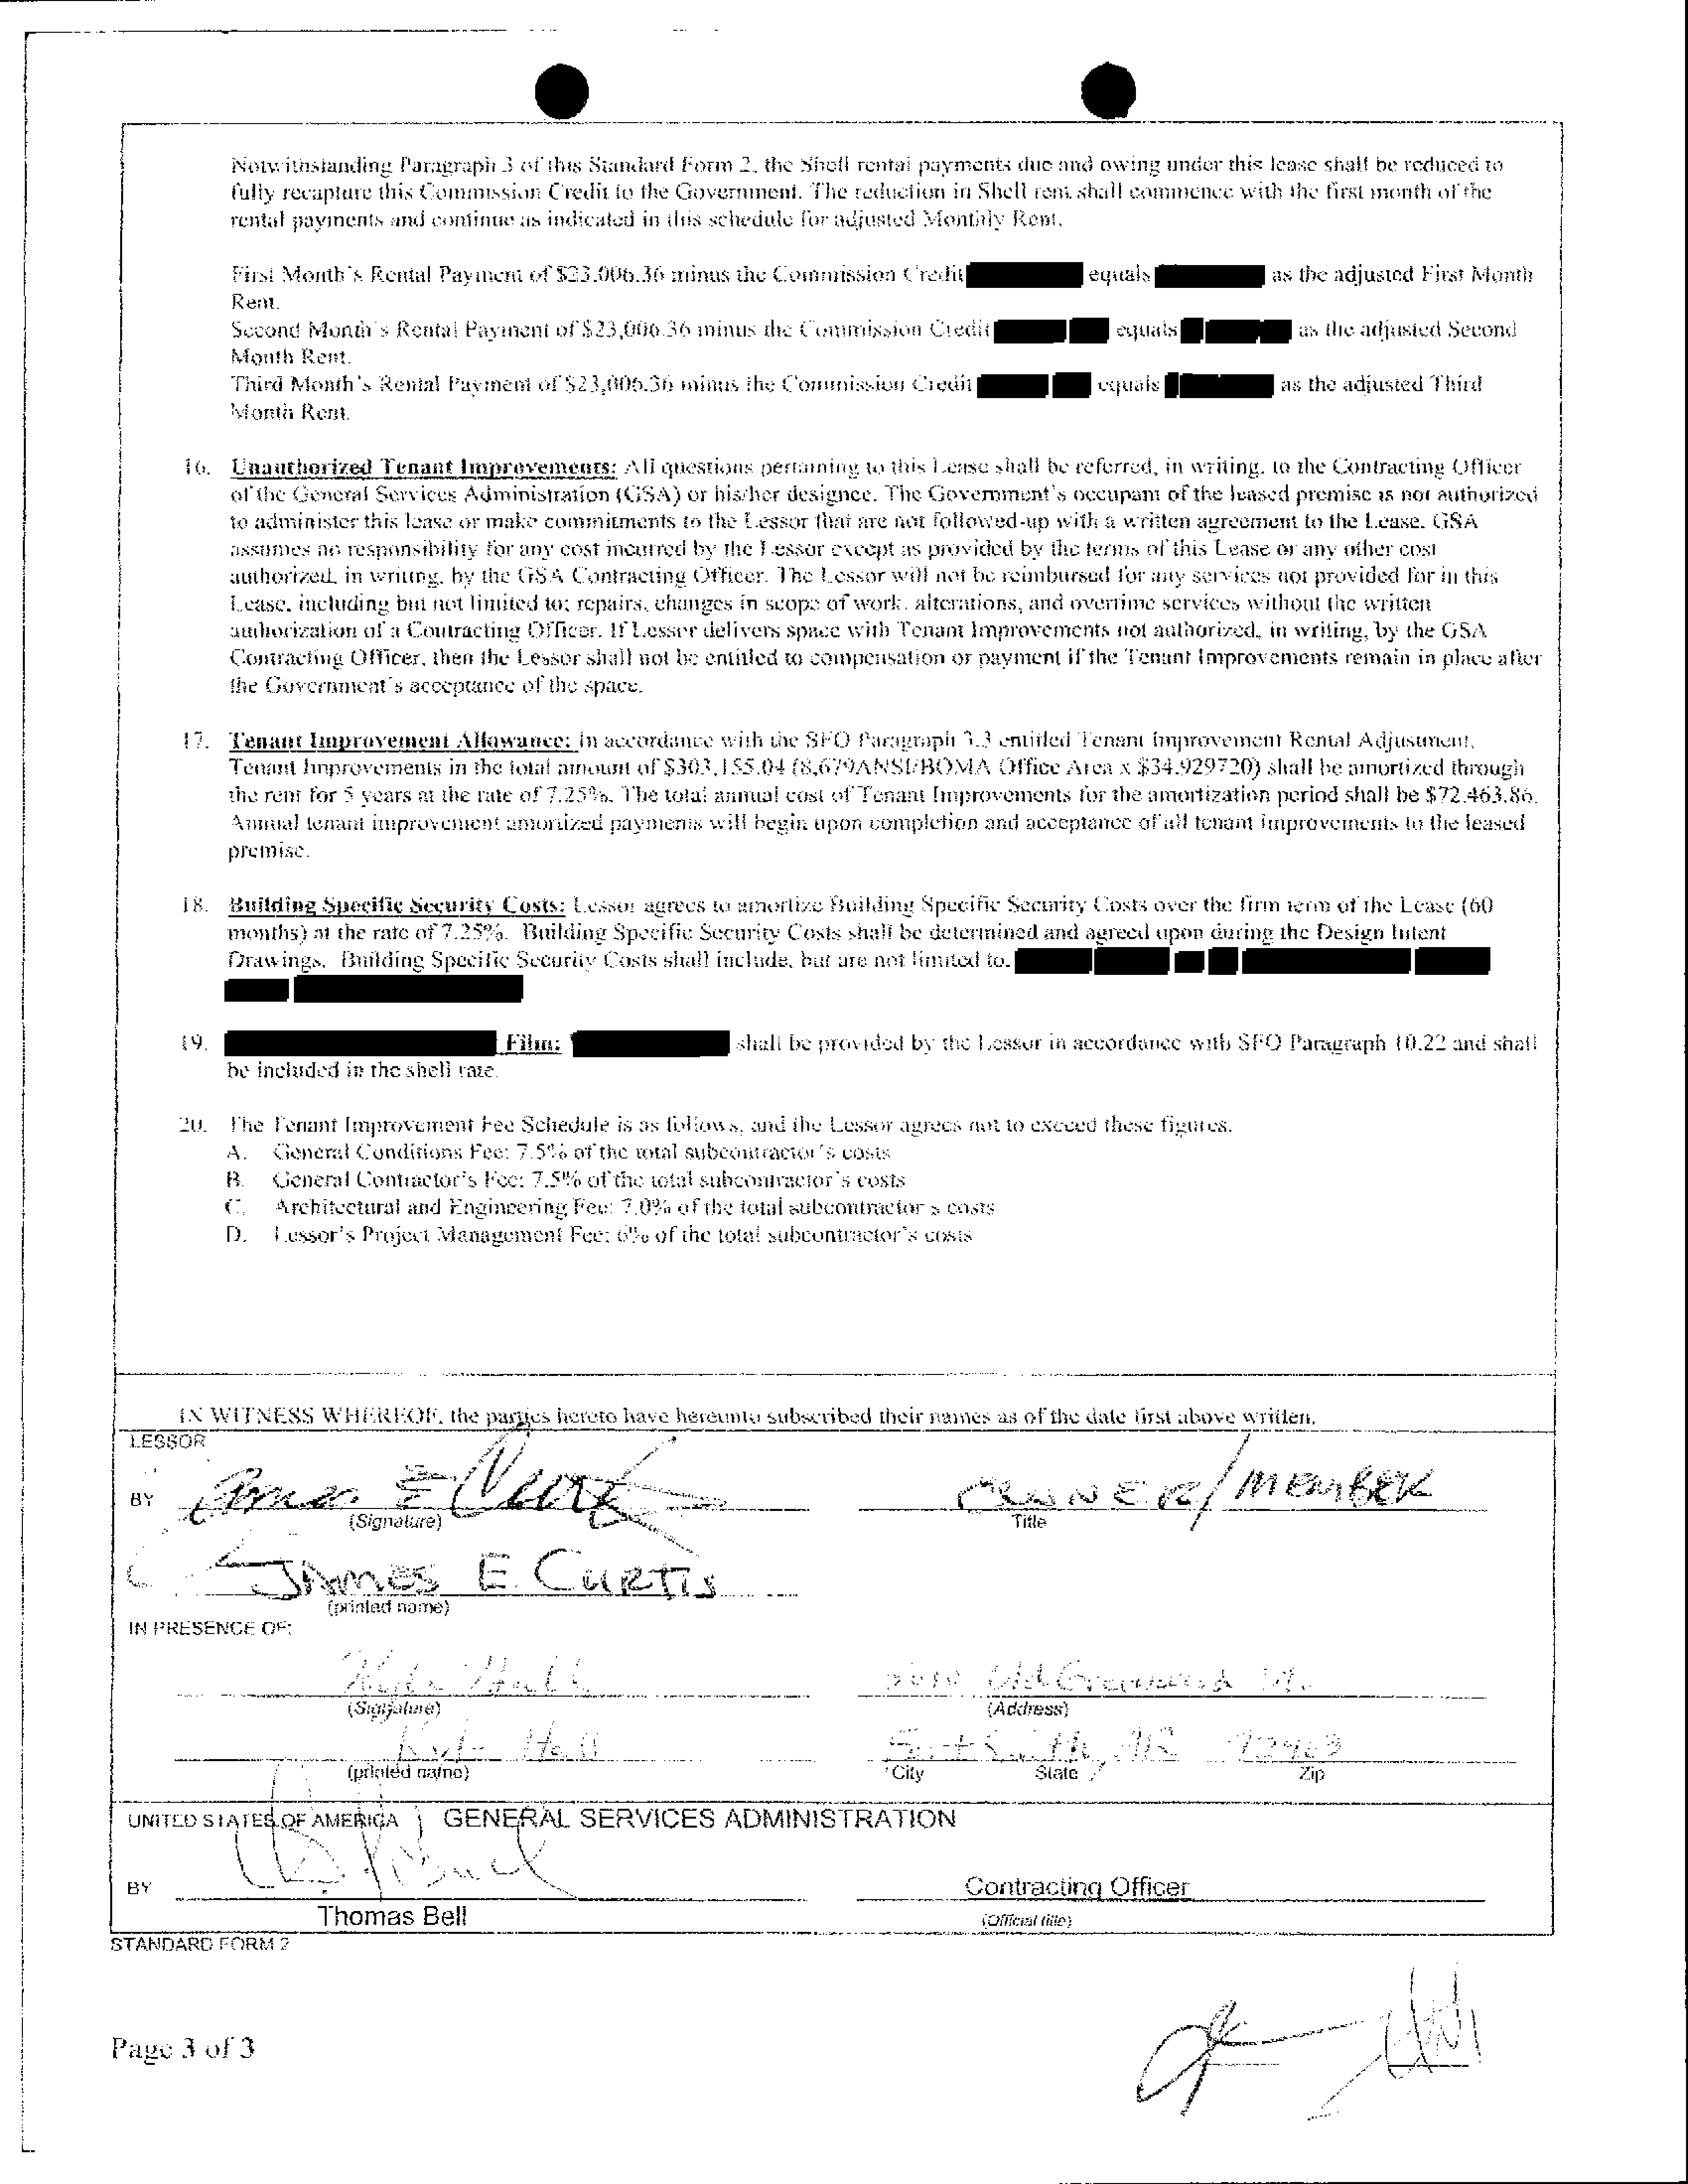 Notwithstanding Paragraph 3 of this Standard Form 2, the Shell rental payments due and owing under this lease shall be reduced to
fully recapture this Commission Credit to the Government. The reduction in Shell rent shall commence with the first month of the
rental payments and continue as indicated in this schedule for adjusted Monthly Rent.
First Month's Rental Payment of $23,006.36 minus the Commission Credit equals as the adjusted First Month
Rent.
Second Month's Rental Payment of $23,006.36 minus the Commission Credit equals as the adjusted Second
Month Rent.
Third Month's Rental Payment of $23,006.36 minus the Commission Credit equals as the adjusted Third
Month Rent.
16. Unauthorized Tenant Improvements: All questions pertaining to this Lease shall be referred, in writing, to the Contracting Officer
of the General Services Administration (GSA) or his/her designee. The Government's occupant of the leased premise is not authorized
to administer this lease or make commitments to the Lessor that are not followed-up with a written agreement to the Lease. GSA
assumes no responsibility for any cost incurred by the Lessor except as provided by the terms of this Lease or any other cost
authorized, in writing, by the GSA Contracting Officer. The Lessor will not be reimbursed for any services not provided for in this
Lease, including but not limited to: repairs, changes in scope of work, alterations, and overtime services without the written
authorization of a Contracting Officer. If Lessor delivers space with Tenant Improvements not authorized, in writing, by the GSA
Contracting Officer, then the Lessor shall not be entitled to compensation or payment if the Tenant Improvements remain in place after
the Government's acceptance of the space.
17. Tenant Improvement Allowance: In accordance with the SFO Paragraph 3.3 entitled Tenant Improvement Rental Adjustment,
Tenant Improvements in the total amount of $303,155.04 (8,679ANSI/BOMA Office Area x $34.929720) shall be amortized through
the rent for 5 years at the rate of 7.25%. The total annual cost of Tenant Improvements for the amortization period shall be $72,463.86.
Annual tenant improvement amortized payments will begin upon completion and acceptance of all tenant improvements to the leased
premise.
18. Building Specific Security Costs: Lessor agrees to amortize Building Specific Security Costs over the firm term of the Lease (60
months) at the rate of 7.25%. Building Specific Security Costs shall be determined and agreed upon during the Design Intent
Drawings. Building Specific Security Costs shall include, but are not limited to,
19. Film: shall be provided by the Lessor in accordance with SFO Paragraph 10.22 and shall
be included in the shell rate.
20. The Tenant Improvement Fee Schedule is as follows, and the Lessor agrees not to exceed these figures.
A. General Conditions Fee: 7.5% of the total subcontractor's costs
B. General Contractor's Fee: 7.5% of the total subcontractor's costs
C. Architectural and Engineering Fee: 7.0% of the total subcontractor's costs
D. Lessor's Project Management Fee: 6% of the total subcontractor's costs
IN WITNESS WHEREOF, the parties hereto have hereunto subscribed their names as of the date first above written.
LESSOR
BY James E Curtis OWNER/MEMBER
(Signature) Title
JAMES E. CURTIS
(printed name)
IN PRESENCE OF:
Kyle Hall Old Greenwood
(Signature) (Address)
Kyle Hall Fort Smith, AR 72903
(printed name) City State Zip
UNITED STATES OF AMERICA GENERAL SERVICES ADMINISTRATION
BY Contracting Officer
Thomas Bell (Official title)
STANDARD FORM 2
Page 3 of 3